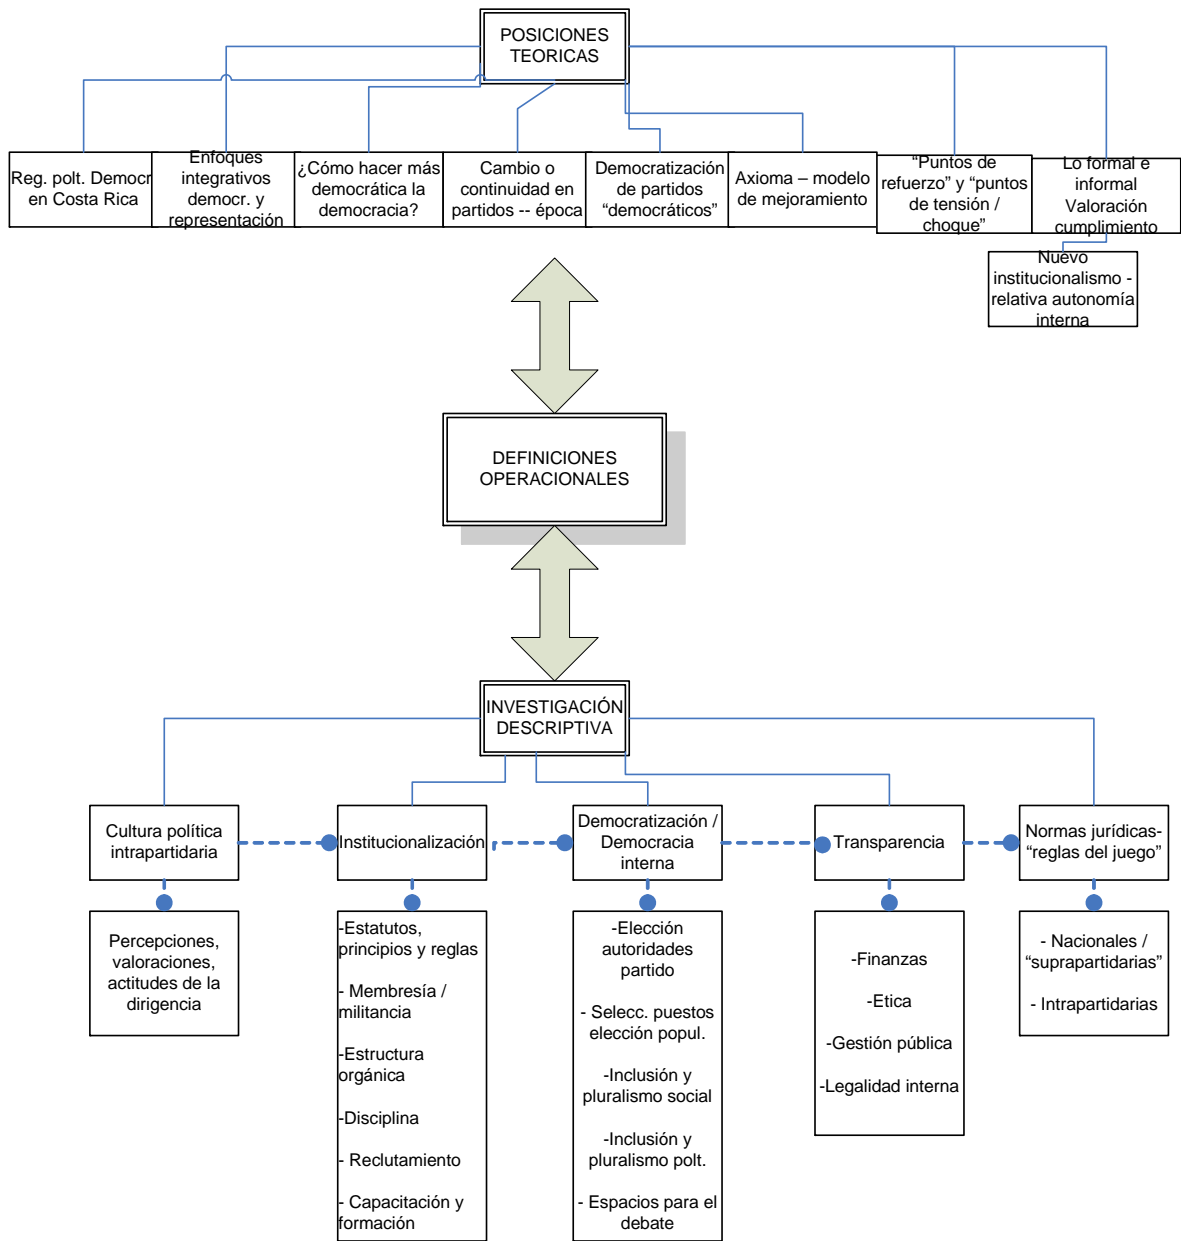 POSICIONES
TEORICAS
Reg. polt. Democr
en Costa Rica
Enfoques
integrativos
democr. y
representación
¿Cómo hacer más
democrática la
democracia?
Cambio o
continuidad en
partidos -- época
Democratización
de partidos
“democráticos”
Axioma – modelo
de mejoramiento
“Puntos de
refuerzo” y “puntos
de tensión /
choque”
Lo formal e
informal
Valoración
cumplimiento
Nuevo
institucionalismo -
relativa autonomía
interna
DEFINICIONES
OPERACIONALES
INVESTIGACIÓN
DESCRIPTIVA
Cultura política
intrapartidaria
Institucionalización
Democratización /
Democracia
interna
Transparencia
Normas jurídicas-
“reglas del juego”
Percepciones,
valoraciones,
actitudes de la
dirigencia
-Estatutos,
principios y reglas
- Membresía /
militancia
-Estructura
orgánica
-Disciplina
- Reclutamiento
- Capacitación y
formación
-Elección
autoridades
partido
- Selecc. puestos
elección popul.
-Inclusión y
pluralismo social
-Inclusión y
pluralismo polt.
- Espacios para el
debate
-Finanzas
-Etica
-Gestión pública
-Legalidad interna
- Nacionales /
“suprapartidarias”
- Intrapartidarias